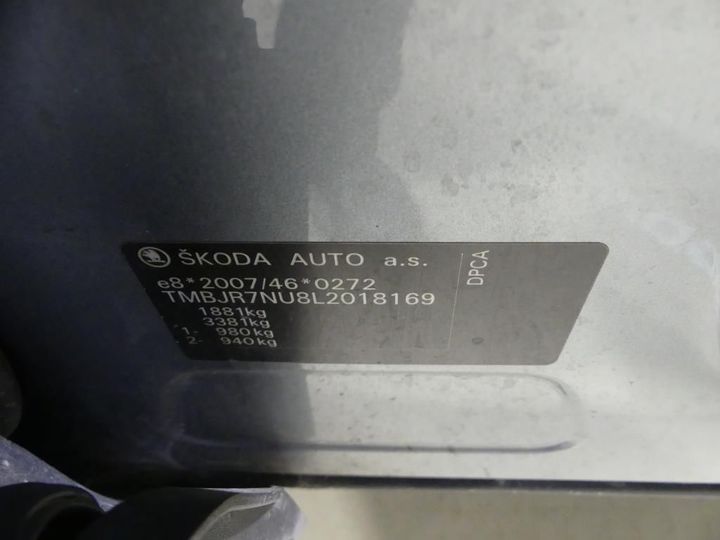 ŠKODA AUTO a.s.
e8*2007/46*0272
TMBJR7NU8L2018169
1881kg
3381kg
1- 980kg
2- 940kg
DPCA